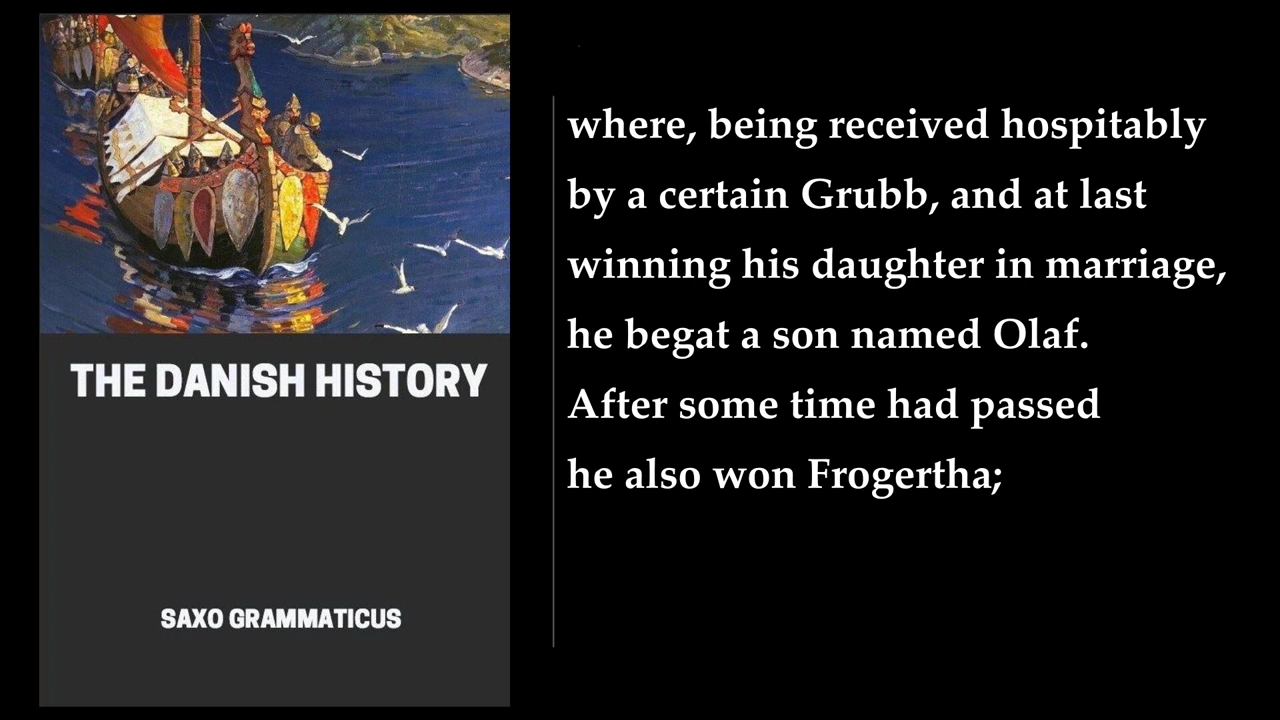 THE DANISH HISTORY
SAXO GRAMMATICUS
where, being received hospitably
by a certain Grubb, and at last
winning his daughter in marriage,
he begat a son named Olaf.
After some time had passed
he also won Frogertha;